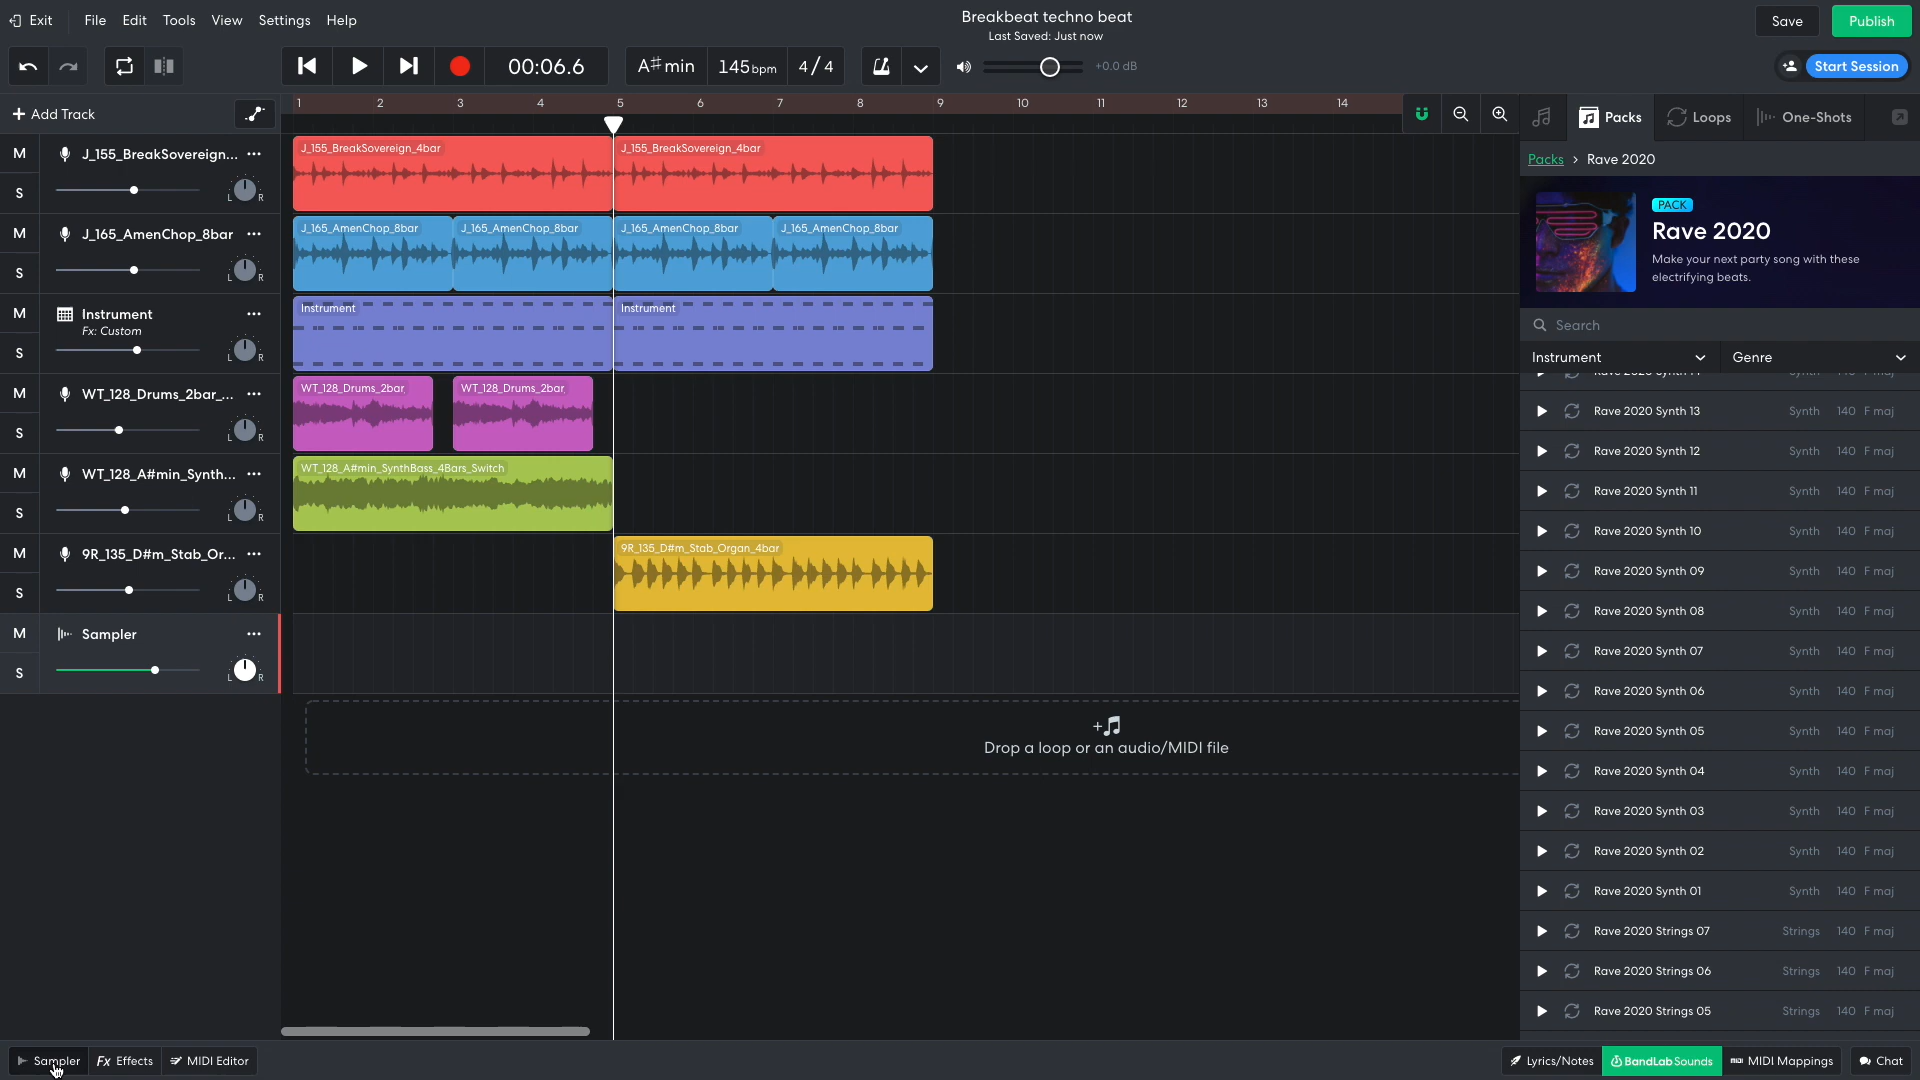 Exit File Edit Tools View Settings Help
Breakbeat techno beat
Last Saved: Just now
Save Publish
00:06.6 A#min 145bpm 4/4 +0.0 dB Start Session
Add Track
1 2 3 4 5 6 7 8 9 10 11 12 13 14
Packs Loops One-Shots
Packs › Rave 2020
PACK
Rave 2020
Make your next party song with these
electrifying beats.
Search
Instrument Genre
M J_155_BreakSovereign... ...
S L R
M J_165_AmenChop_8bar ...
S L R
M Instrument ...
Fx: Custom
S L R
M WT_128_Drums_2bar_... ...
S L R
M WT_128_A#min_Synth... ...
S L R
M 9R_135_D#m_Stab_Or... ...
S L R
M Sampler ...
S L R
J_155_BreakSovereign_4bar J_155_BreakSovereign_4bar
J_165_AmenChop_8bar J_165_AmenChop_8bar J_165_AmenChop_8bar J_165_AmenChop_8bar
Instrument Instrument
WT_128_Drums_2bar_ WT_128_Drums_2bar_
WT_128_A#min_SynthBass_4Bars_Switch
9R_135_D#m_Stab_Organ_4bar
Drop a loop or an audio/MIDI file
Rave 2020 Synth 13 Synth 140 F maj
Rave 2020 Synth 12 Synth 140 F maj
Rave 2020 Synth 11 Synth 140 F maj
Rave 2020 Synth 10 Synth 140 F maj
Rave 2020 Synth 09 Synth 140 F maj
Rave 2020 Synth 08 Synth 140 F maj
Rave 2020 Synth 07 Synth 140 F maj
Rave 2020 Synth 06 Synth 140 F maj
Rave 2020 Synth 05 Synth 140 F maj
Rave 2020 Synth 04 Synth 140 F maj
Rave 2020 Synth 03 Synth 140 F maj
Rave 2020 Synth 02 Synth 140 F maj
Rave 2020 Synth 01 Synth 140 F maj
Rave 2020 Strings 07 Strings 140 F maj
Rave 2020 Strings 06 Strings 140 F maj
Rave 2020 Strings 05 Strings 140 F maj
Sampler Fx Effects MIDI Editor
Lyrics/Notes BandLab Sounds MIDI Mappings Chat